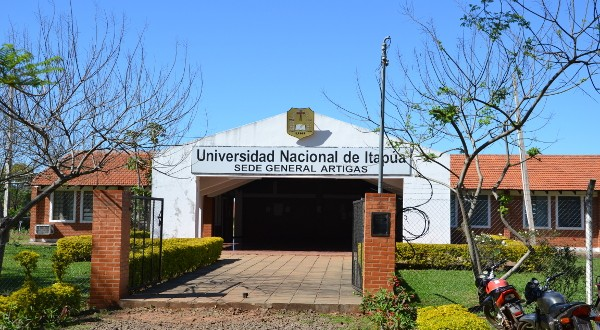 Universidad Nacional de Itapúa
SEDE GENERAL ARTIGAS